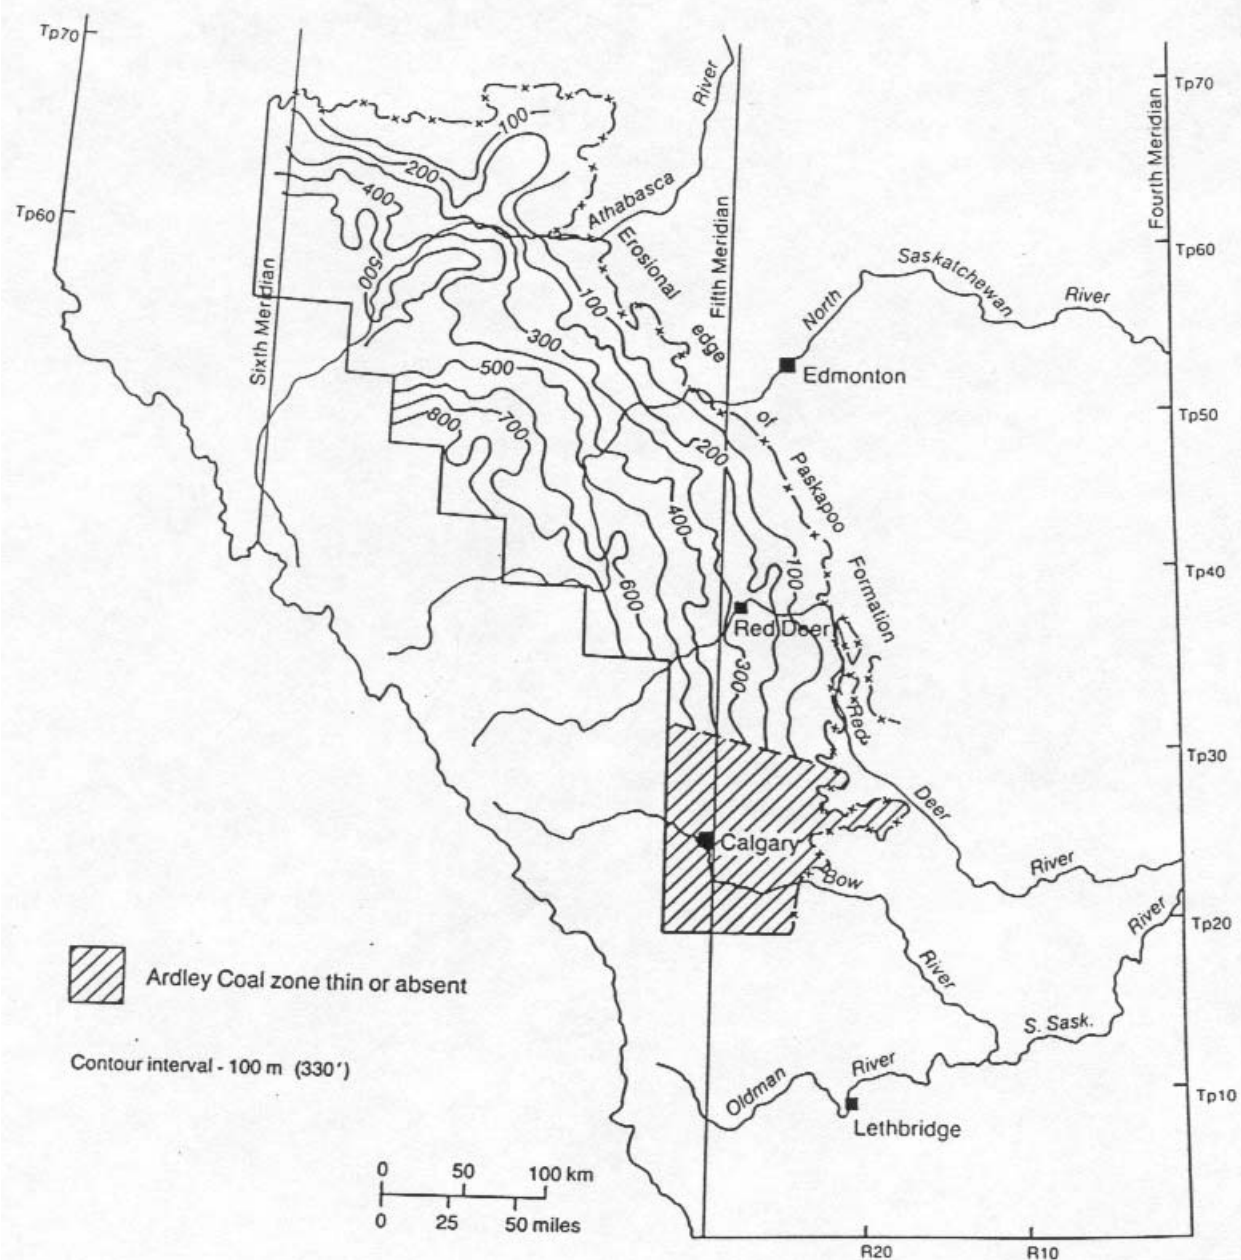 Tp70
Tp70
River
Fourth Meridian
100
200
400
Athabasca
Tp60
Tp60
Fifth Meridian
Erosional
Saskatchewan
500
River
Sixth Meridian
100
North
edge
300
500
Edmonton
of
Tp50
800
700
200
Paskapoo
400
Formation
100
Tp40
600
Red Deer
300
Red
Tp30
Deer
Calgary
River
Bow
River
Tp20
River
Ardley Coal zone thin or absent
S. Sask.
Contour interval - 100 m (330')
River
Oldman
Tp10
Lethbridge
0 50 100 km
0 25 50 miles
R20 R10